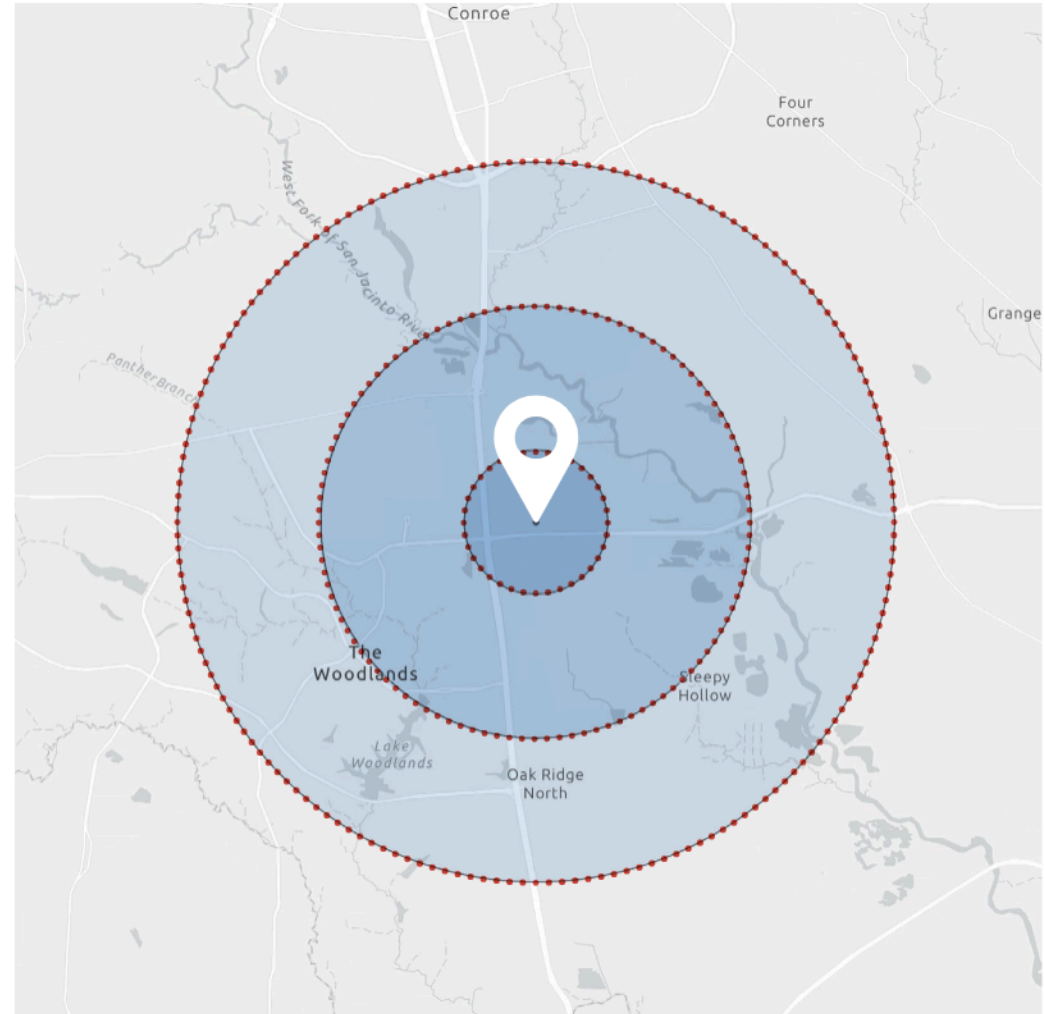 Conroe
Four
Corners
West Fork of San Jacinto River
Grange
Panther Branch
The
Woodlands
Sleepy
Hollow
Lake
Woodlands
Oak Ridge
North